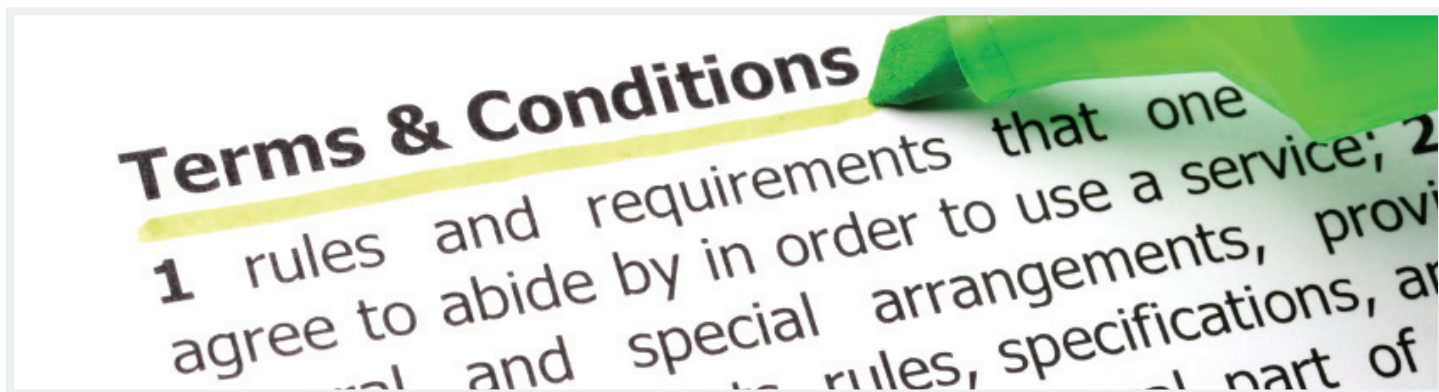 Terms & Conditions
1 rules and requirements that one
agree to abide by in order to use a service; 2
and special arrangements,
rules, specifications,
part of